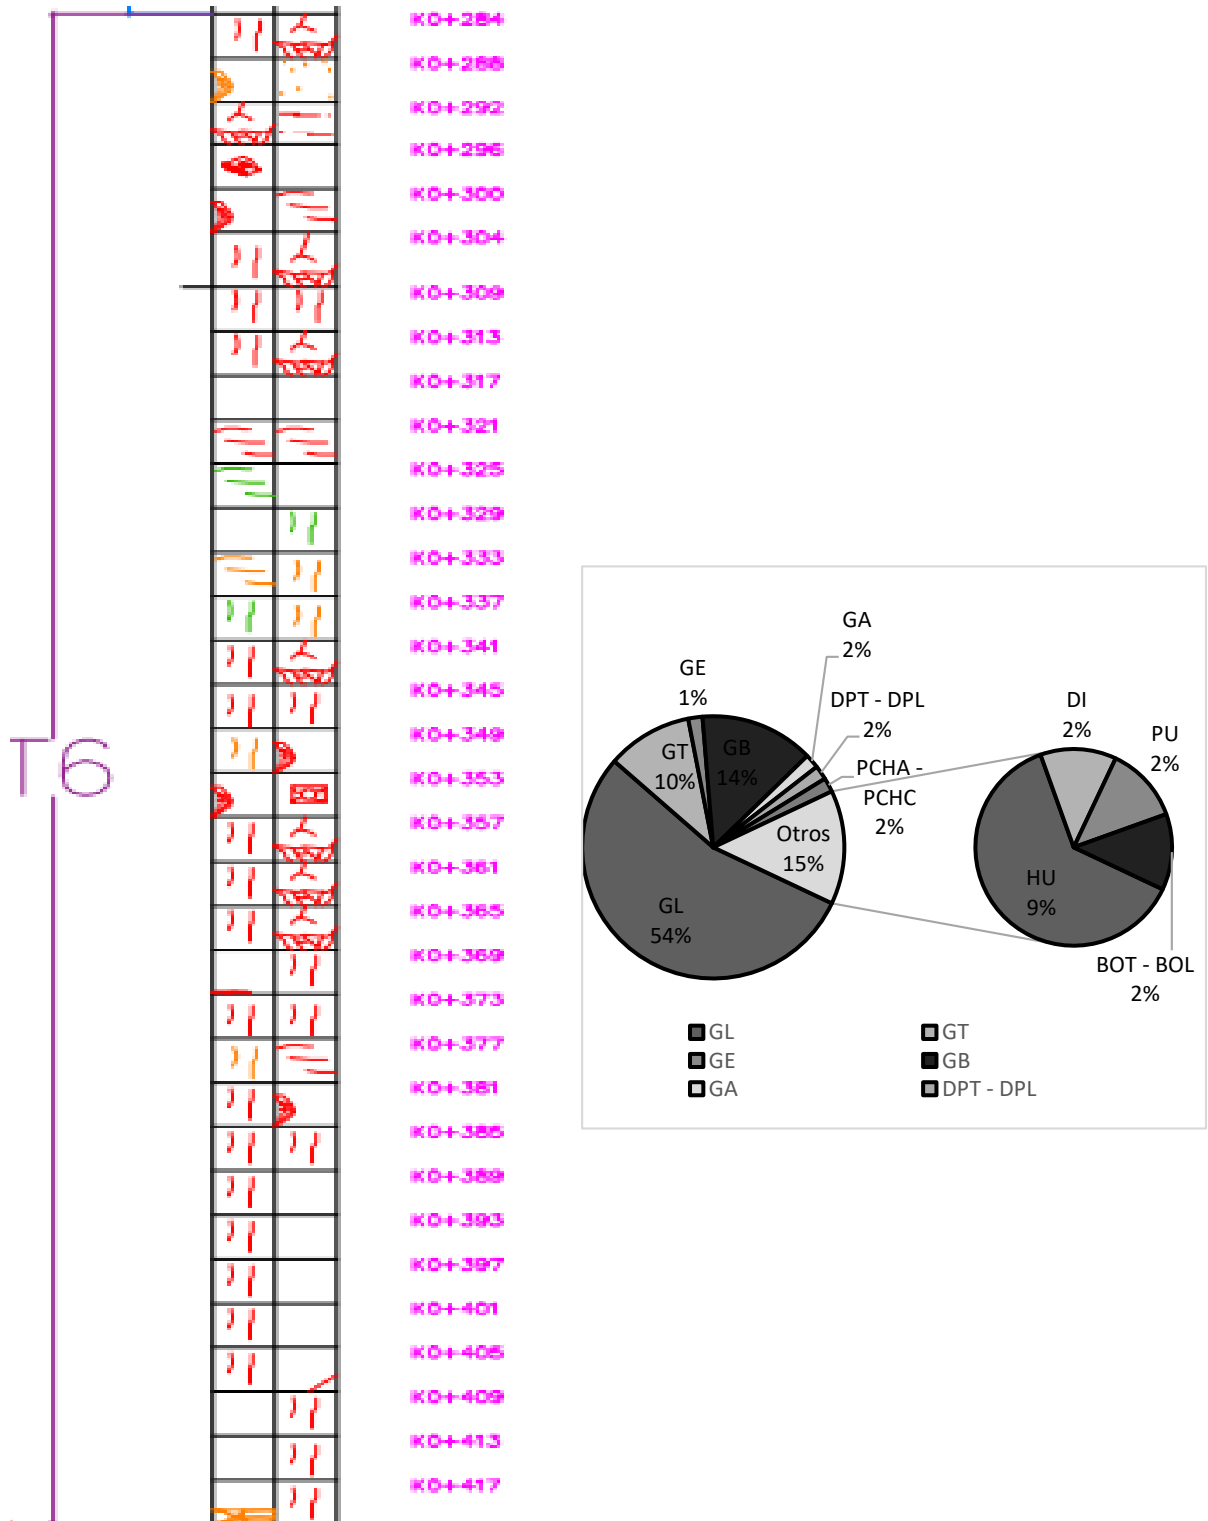 K0+284
K0+288
K0+292
K0+296
K0+300
K0+304
K0+309
K0+313
K0+317
K0+321
K0+325
K0+329
K0+333
K0+337
K0+341
K0+345
K0+349
K0+353
K0+357
K0+361
K0+365
K0+369
K0+373
K0+377
K0+381
K0+385
K0+389
K0+393
K0+397
K0+401
K0+405
K0+409
K0+413
K0+417
T6
GA
2%
GE
1%
DPT - DPL
2%
GT
10%
GB
14%
PCHA -
PCHC
2%
Otros
15%
GL
54%
DI
2%
PU
2%
HU
9%
BOT - BOL
2%
GL
GT
GE
GB
GA
DPT - DPL